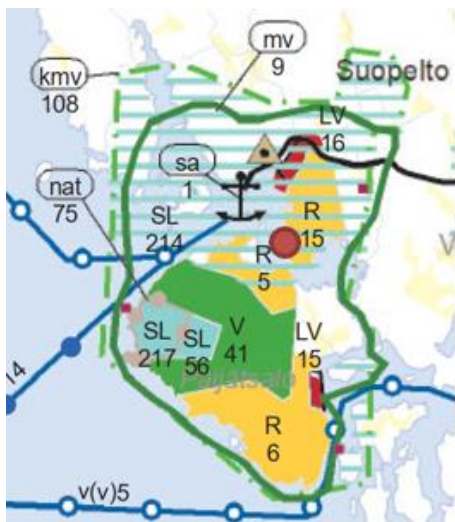 mv
9
kmv
108
Suopelto
LV
16
sa
1
nat
75
SL
214
R
15
R
5
V
41
LV
15
SL
217
SL
56
Päijätsalo
R
6
14
v(v)5
V